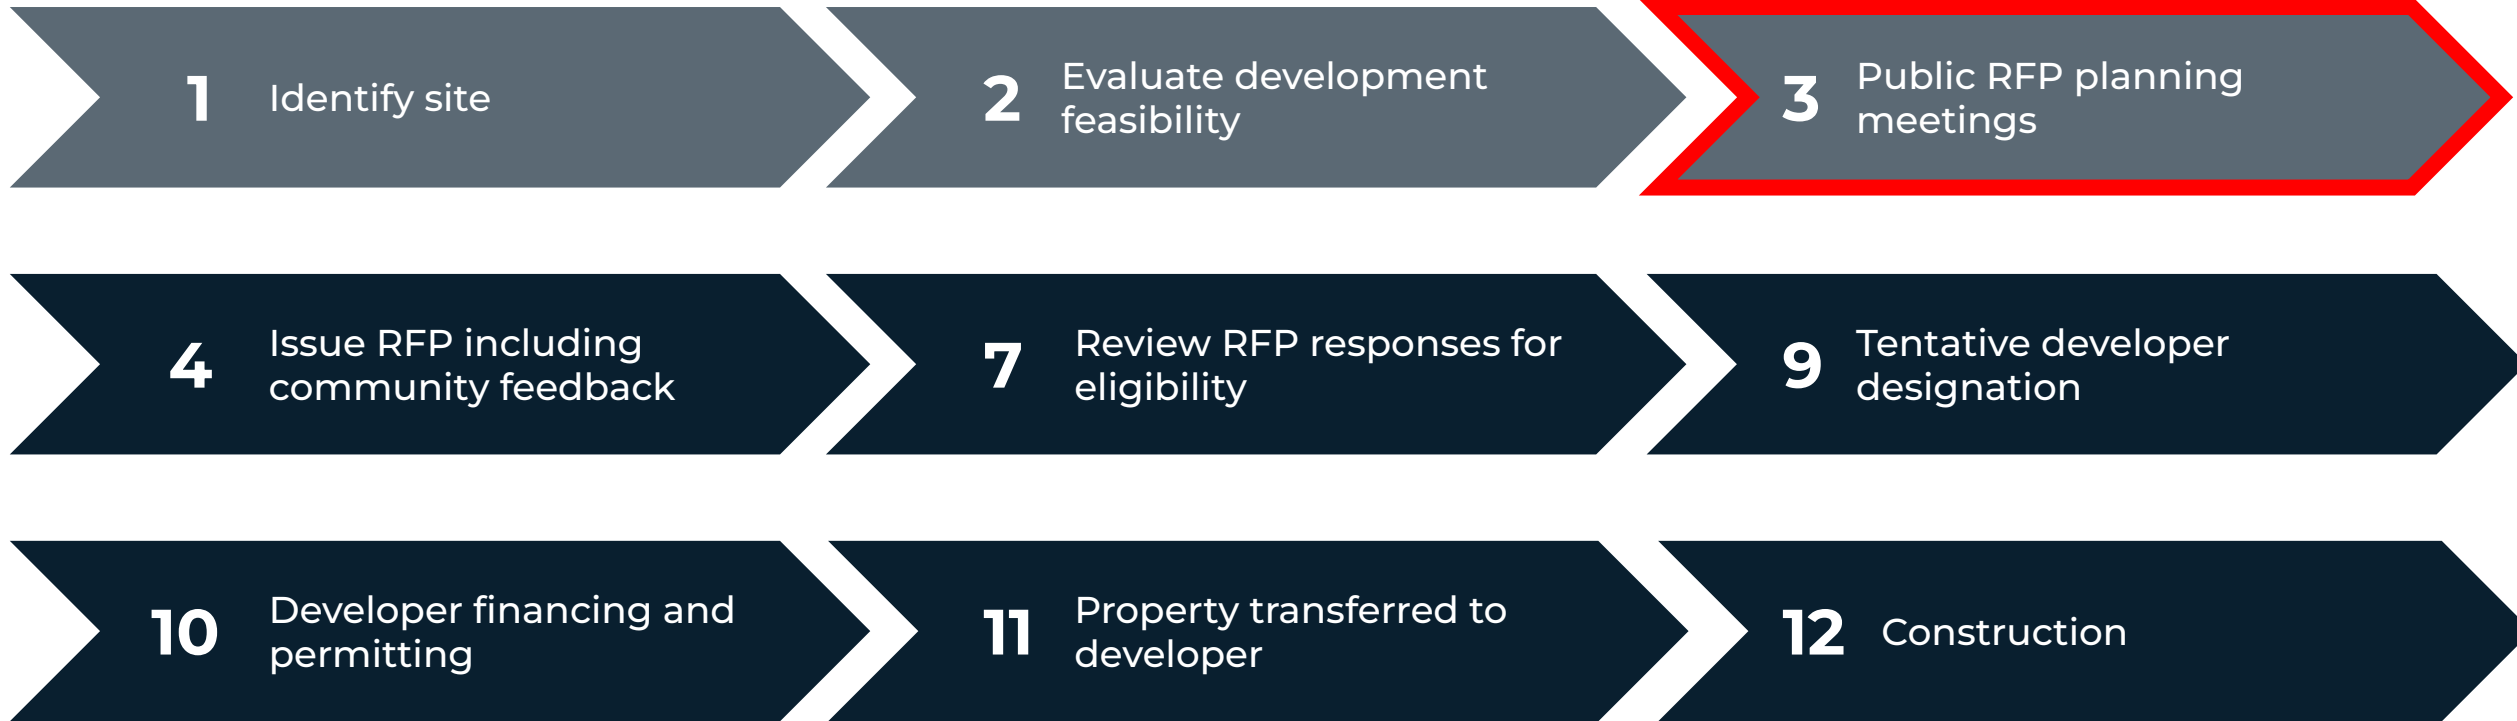 1
Identify site
2
Evaluate development
feasibility
3
Public RFP planning
meetings
4
Issue RFP including
community feedback
7
Review RFP responses for
eligibility
9
Tentative developer
designation
10
Developer financing and
permitting
11
Property transferred to
developer
12
Construction